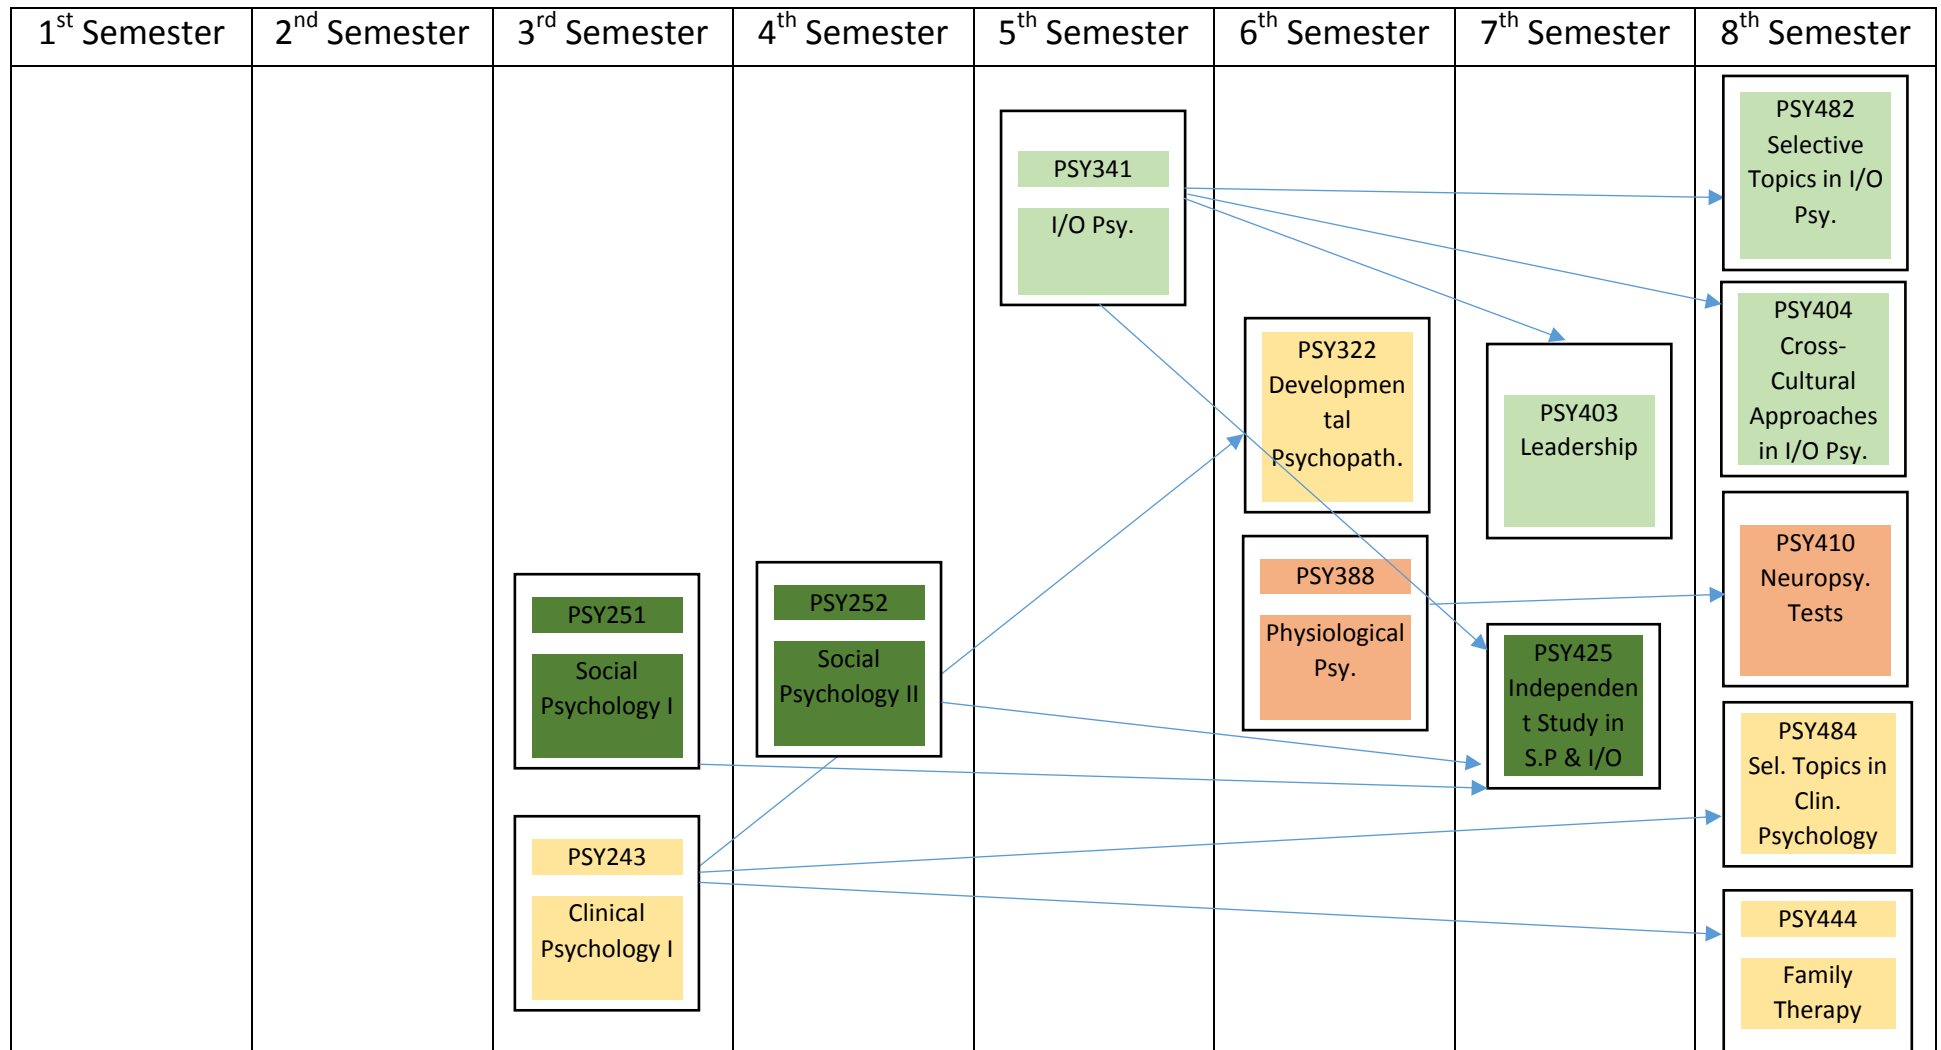 1st Semester
2nd Semester
3rd Semester
4th Semester
5th Semester
6th Semester
7th Semester
8th Semester
PSY251
Social
Psychology I
PSY243
Clinical
Psychology I
PSY252
Social
Psychology II
PSY341
I/O Psy.
PSY322
Developmen
tal
Psychopath.
PSY388
Physiological
Psy.
PSY403
Leadership
PSY425
Independen
t Study in
S.P & I/O
PSY482
Selective
Topics in I/O
Psy.
PSY404
Cross-
Cultural
Approaches
in I/O Psy.
PSY410
Neuropsy.
Tests
PSY484
Sel. Topics in
Clin.
Psychology
PSY444
Family
Therapy